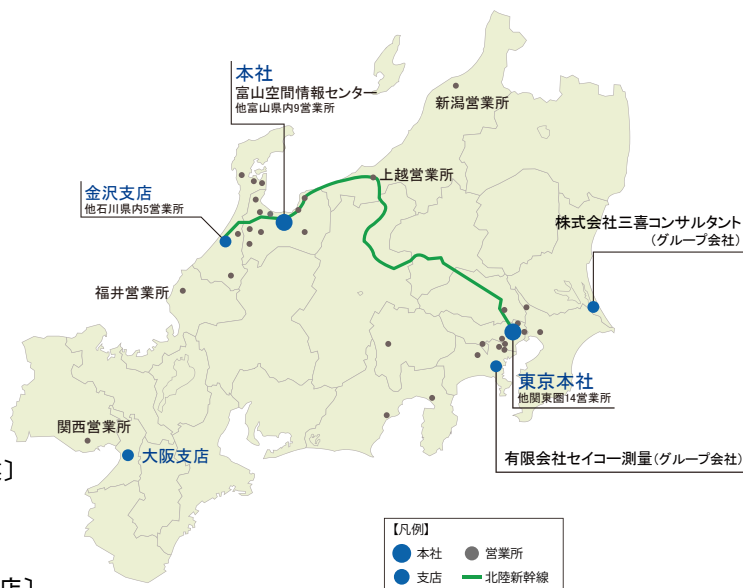 本社
富山空間情報センター
他富山県内9営業所
新潟営業所
上越営業所
金沢支店
他石川県内5営業所
株式会社三喜コンサルタント
(グループ会社)
福井営業所
東京本社
他関東圏14営業所
関西営業所
大阪支店
有限会社セイコー測量(グループ会社)
】
【凡例】
本社
営業所
支店
北陸新幹線
店】